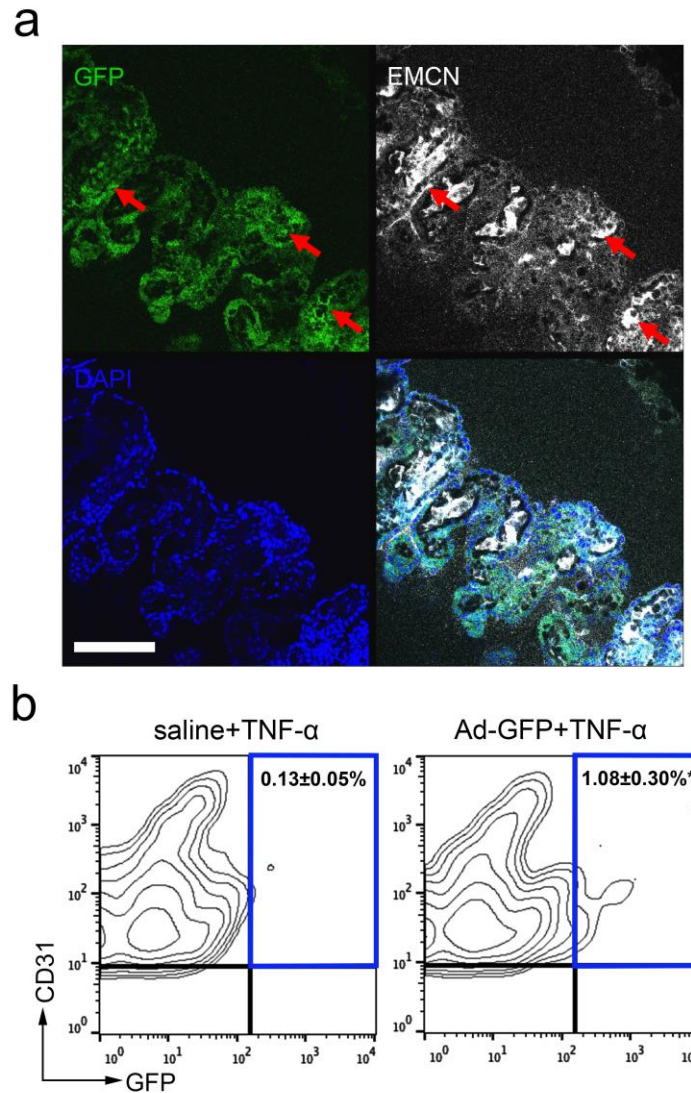 a
GFP
EMCN
DAPI
b
saline+TNF-α
Ad-GFP+TNF-α
0.13±0.05%
1.08±0.30%*
10⁴
10³
10²
10¹
10⁰
10⁴
10³
10²
10¹
10⁰
10⁰ 10¹ 10² 10³ 10⁴
10⁰ 10¹ 10² 10³
CD31
GFP